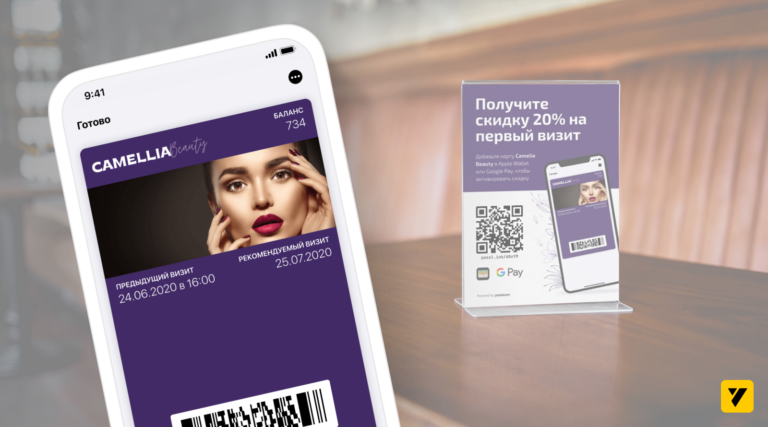 9:41
Готово
CAMELLIA Beauty
БАЛАНС
734
ПРЕДЫДУЩИЙ ВИЗИТ
24.06.2020 в 16:00
РЕКОМЕНДУЕМЫЙ ВИЗИТ
25.07.2020
Получите
скидку 20% на
первый визит
Добавьте карту Camellia
Beauty в Apple Wallet
или Google Pay, чтобы
активировать скидку
G Pay